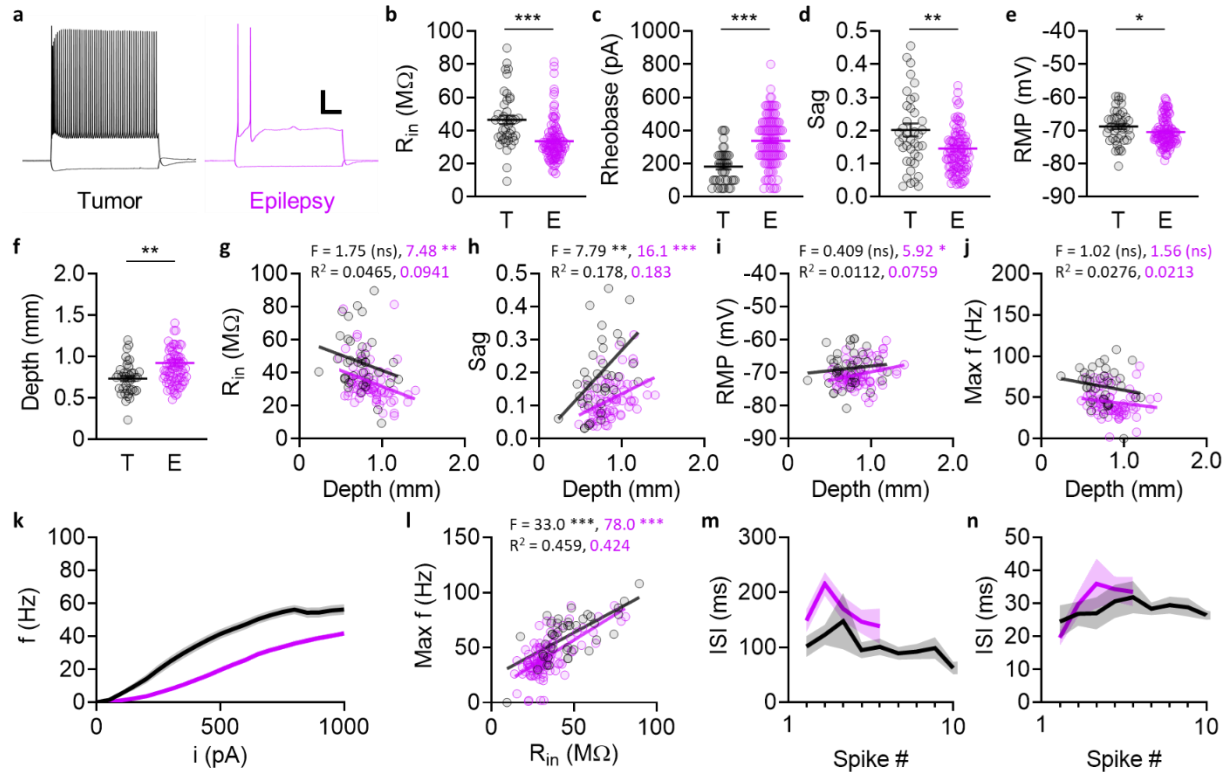 a
Tumor
Epilepsy
b
***
R_in (MΩ)
100
80
60
40
20
0
T E
c
***
Rheobase (pA)
1000
800
600
400
200
0
T E
d
**
Sag
0.5
0.4
0.3
0.2
0.1
0.0
T E
e
*
RMP (mV)
-40
-50
-60
-70
-80
-90
T E
f
**
Depth (mm)
2.0
1.5
1.0
0.5
0.0
T E
g
F = 1.75 (ns), 7.48 **
R² = 0.0465, 0.0941
R_in (MΩ)
100
80
60
40
20
0
0 1.0 2.0
Depth (mm)
h
F = 7.79 **, 16.1 ***
R² = 0.178, 0.183
Sag
0.5
0.4
0.3
0.2
0.1
0.0
0 1.0 2.0
Depth (mm)
i
F = 0.409 (ns), 5.92 *
R² = 0.0112, 0.0759
RMP (mV)
-40
-50
-60
-70
-80
-90
0 1.0 2.0
Depth (mm)
j
F = 1.02 (ns), 1.56 (ns)
R² = 0.0276, 0.0213
Max f (Hz)
200
150
100
50
0
0 1.0 2.0
Depth (mm)
k
f (Hz)
80
60
40
20
0
0 500 1000
i (pA)
l
F = 33.0 ***, 78.0 ***
R² = 0.459, 0.424
Max f (Hz)
150
100
50
0
0 50 100
R_in (MΩ)
m
ISI (ms)
300
200
100
0
1 10
Spike #
n
ISI (ms)
50
40
30
20
10
0
1 10
Spike #